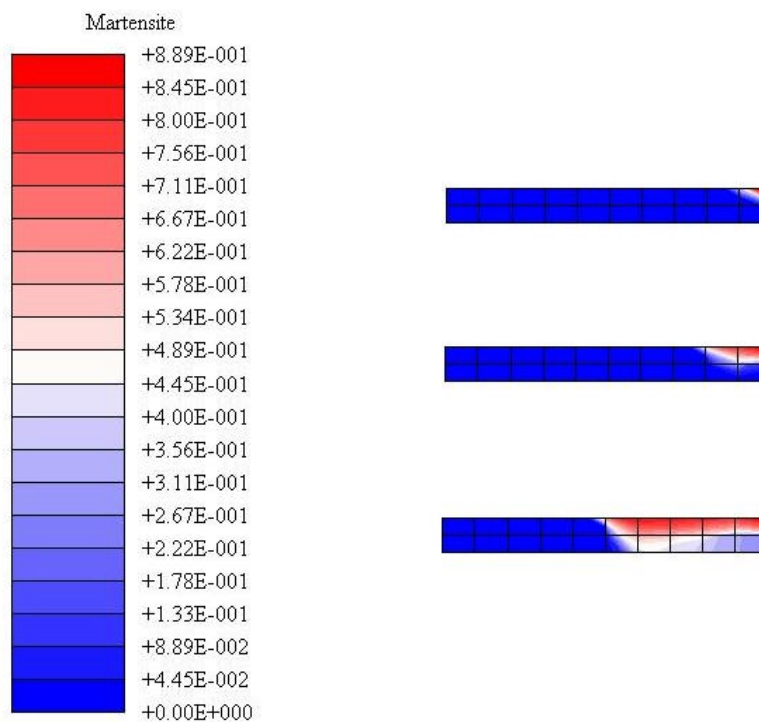 Martensite
+8.89E-001
+8.45E-001
+8.00E-001
+7.56E-001
+7.11E-001
+6.67E-001
+6.22E-001
+5.78E-001
+5.34E-001
+4.89E-001
+4.45E-001
+4.00E-001
+3.56E-001
+3.11E-001
+2.67E-001
+2.22E-001
+1.78E-001
+1.33E-001
+8.89E-002
+4.45E-002
+0.00E+000